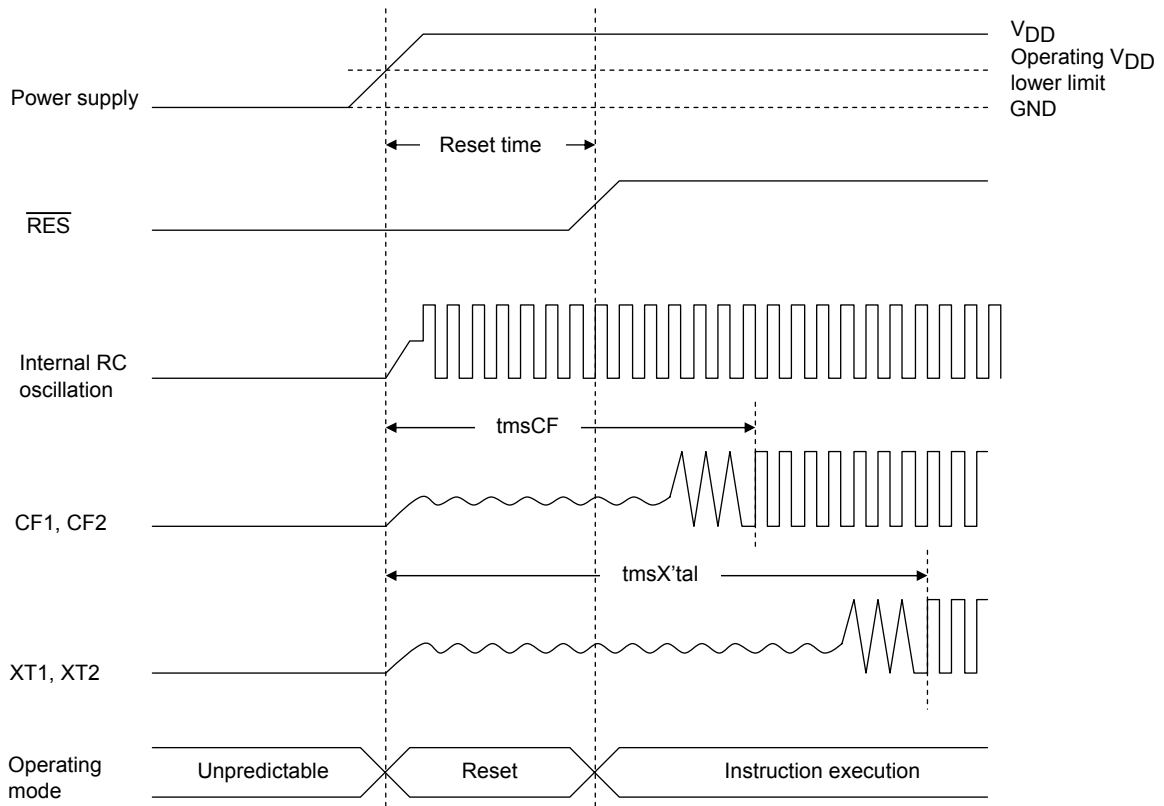 VDD
Operating VDD
lower limit
GND
Power supply
Reset time
RES
Internal RC
oscillation
tmsCF
CF1, CF2
tmsX'tal
XT1, XT2
Operating
mode
Unpredictable
Reset
Instruction execution